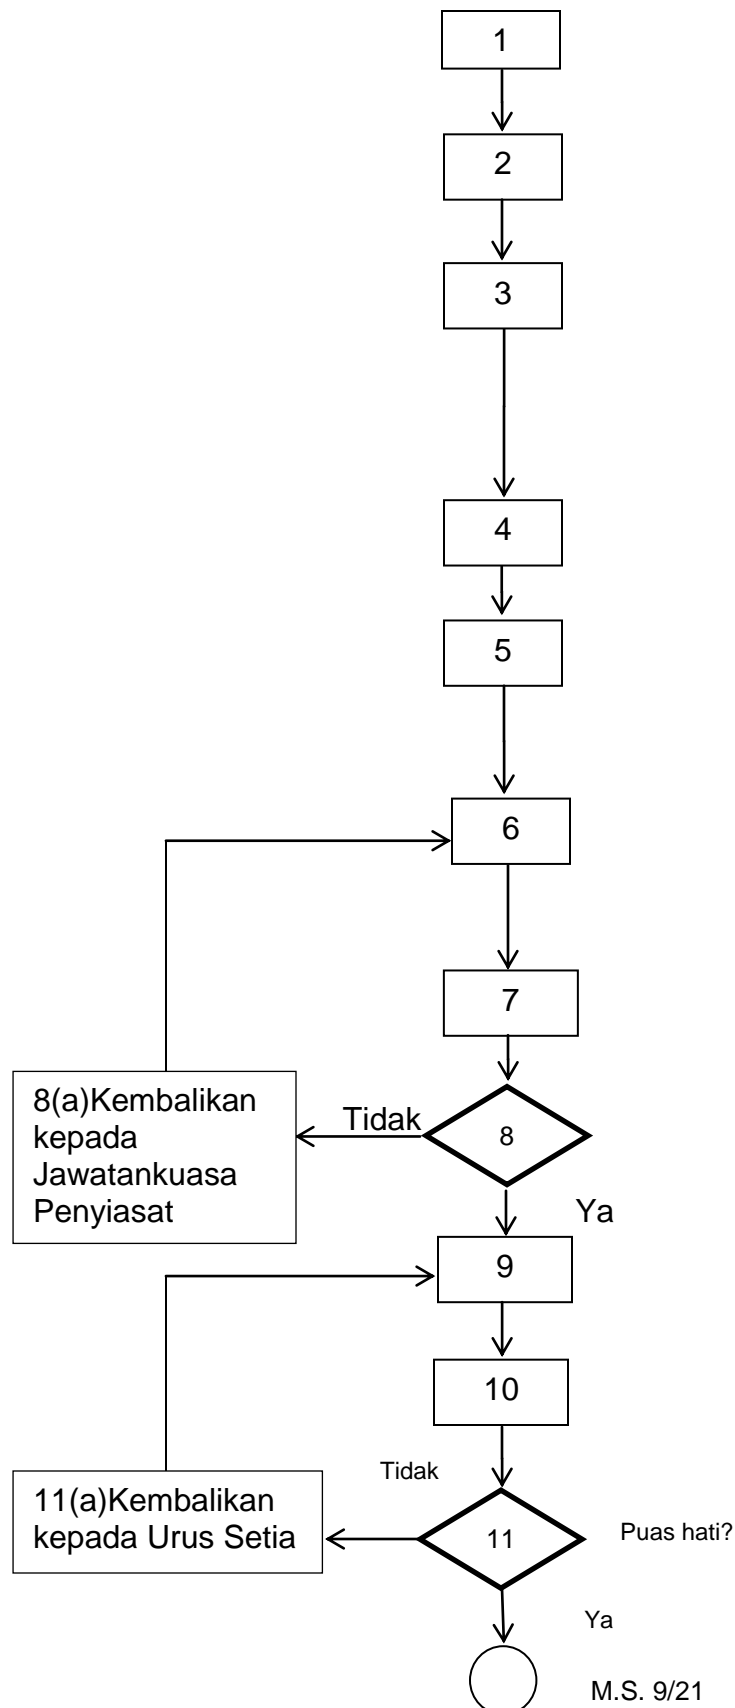 1
2
3
4
5
6
7
8(a)Kembalikan
kepada
Jawatankuasa
Penyiasat
Tidak
8
Ya
9
10
Tidak
11(a)Kembalikan
kepada Urus Setia
11
Puas hati?
Ya
M.S. 9/21